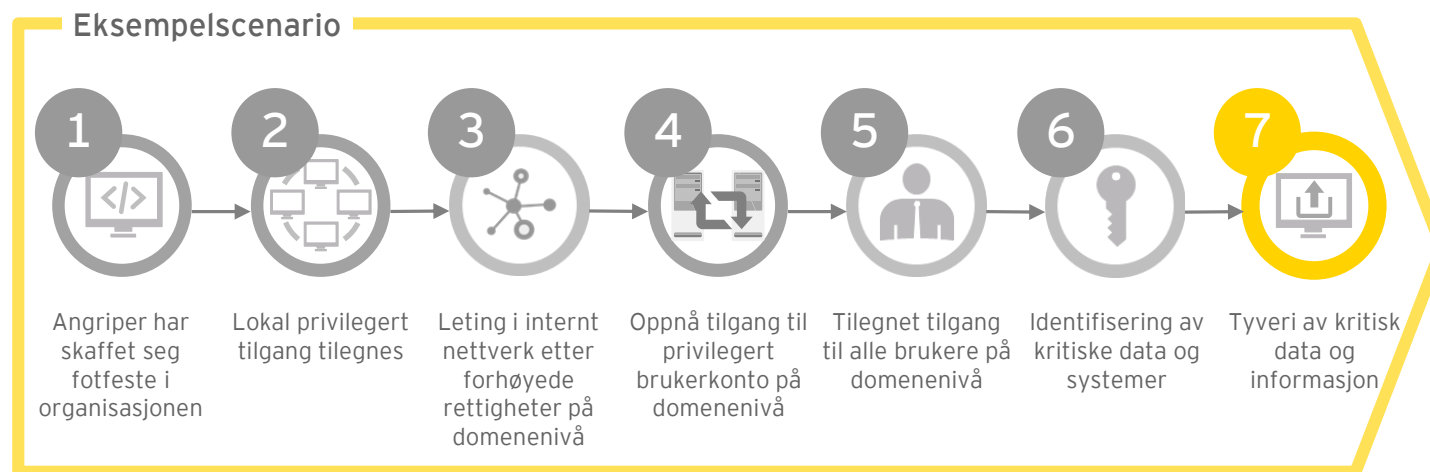 Eksempelscenario
1
</>
Angriper har
skaffet seg
fotfeste i
organisasjonen
2
Lokal privilegert
tilgang tilegnes
3
Leting i internt
nettverk etter
forhøyede
rettigheter på
domenenivå
4
Oppnå tilgang til
privilegert
brukerkonto på
domenenivå
5
Tilegnet tilgang
til alle brukere på
domenenivå
6
Identifisering av
kritiske data og
systemer
7
Tyveri av kritisk
data og
informasjon